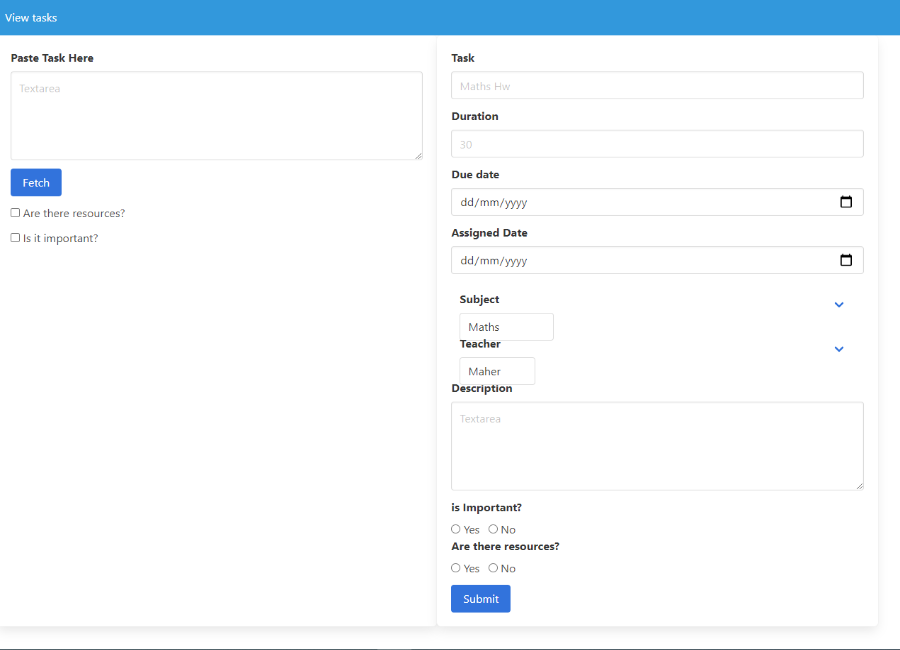 View tasks
Paste Task Here
Textarea
Fetch
Are there resources?
Is it important?
Task
Maths Hw
Duration
30
Due date
dd/mm/yyyy
Assigned Date
dd/mm/yyyy
Subject
Maths
Teacher
Maher
Description
Textarea
is Important?
Yes No
Are there resources?
Yes No
Submit